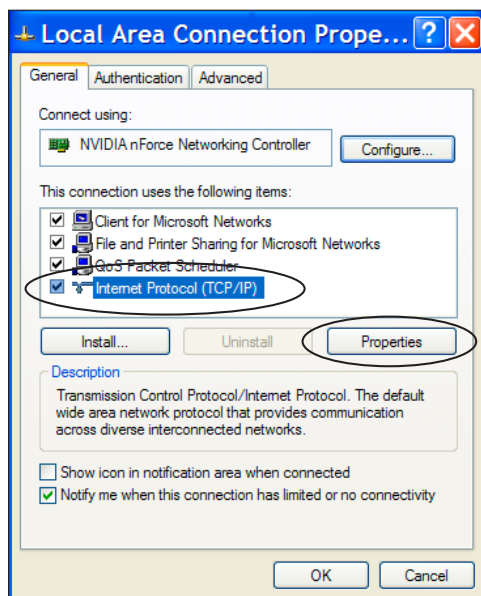 Local Area Connection Prope... ?
General Authentication Advanced
Connect using:
NVIDIA nForce Networking Controller Configure...
This connection uses the following items:
Client for Microsoft Networks
File and Printer Sharing for Microsoft Networks
QoS Packet Scheduler
Internet Protocol (TCP/IP)
Install... Uninstall Properties
Description
Transmission Control Protocol/Internet Protocol. The default
wide area network protocol that provides communication
across diverse interconnected networks.
Show icon in notification area when connected
Notify me when this connection has limited or no connectivity
OK Cancel